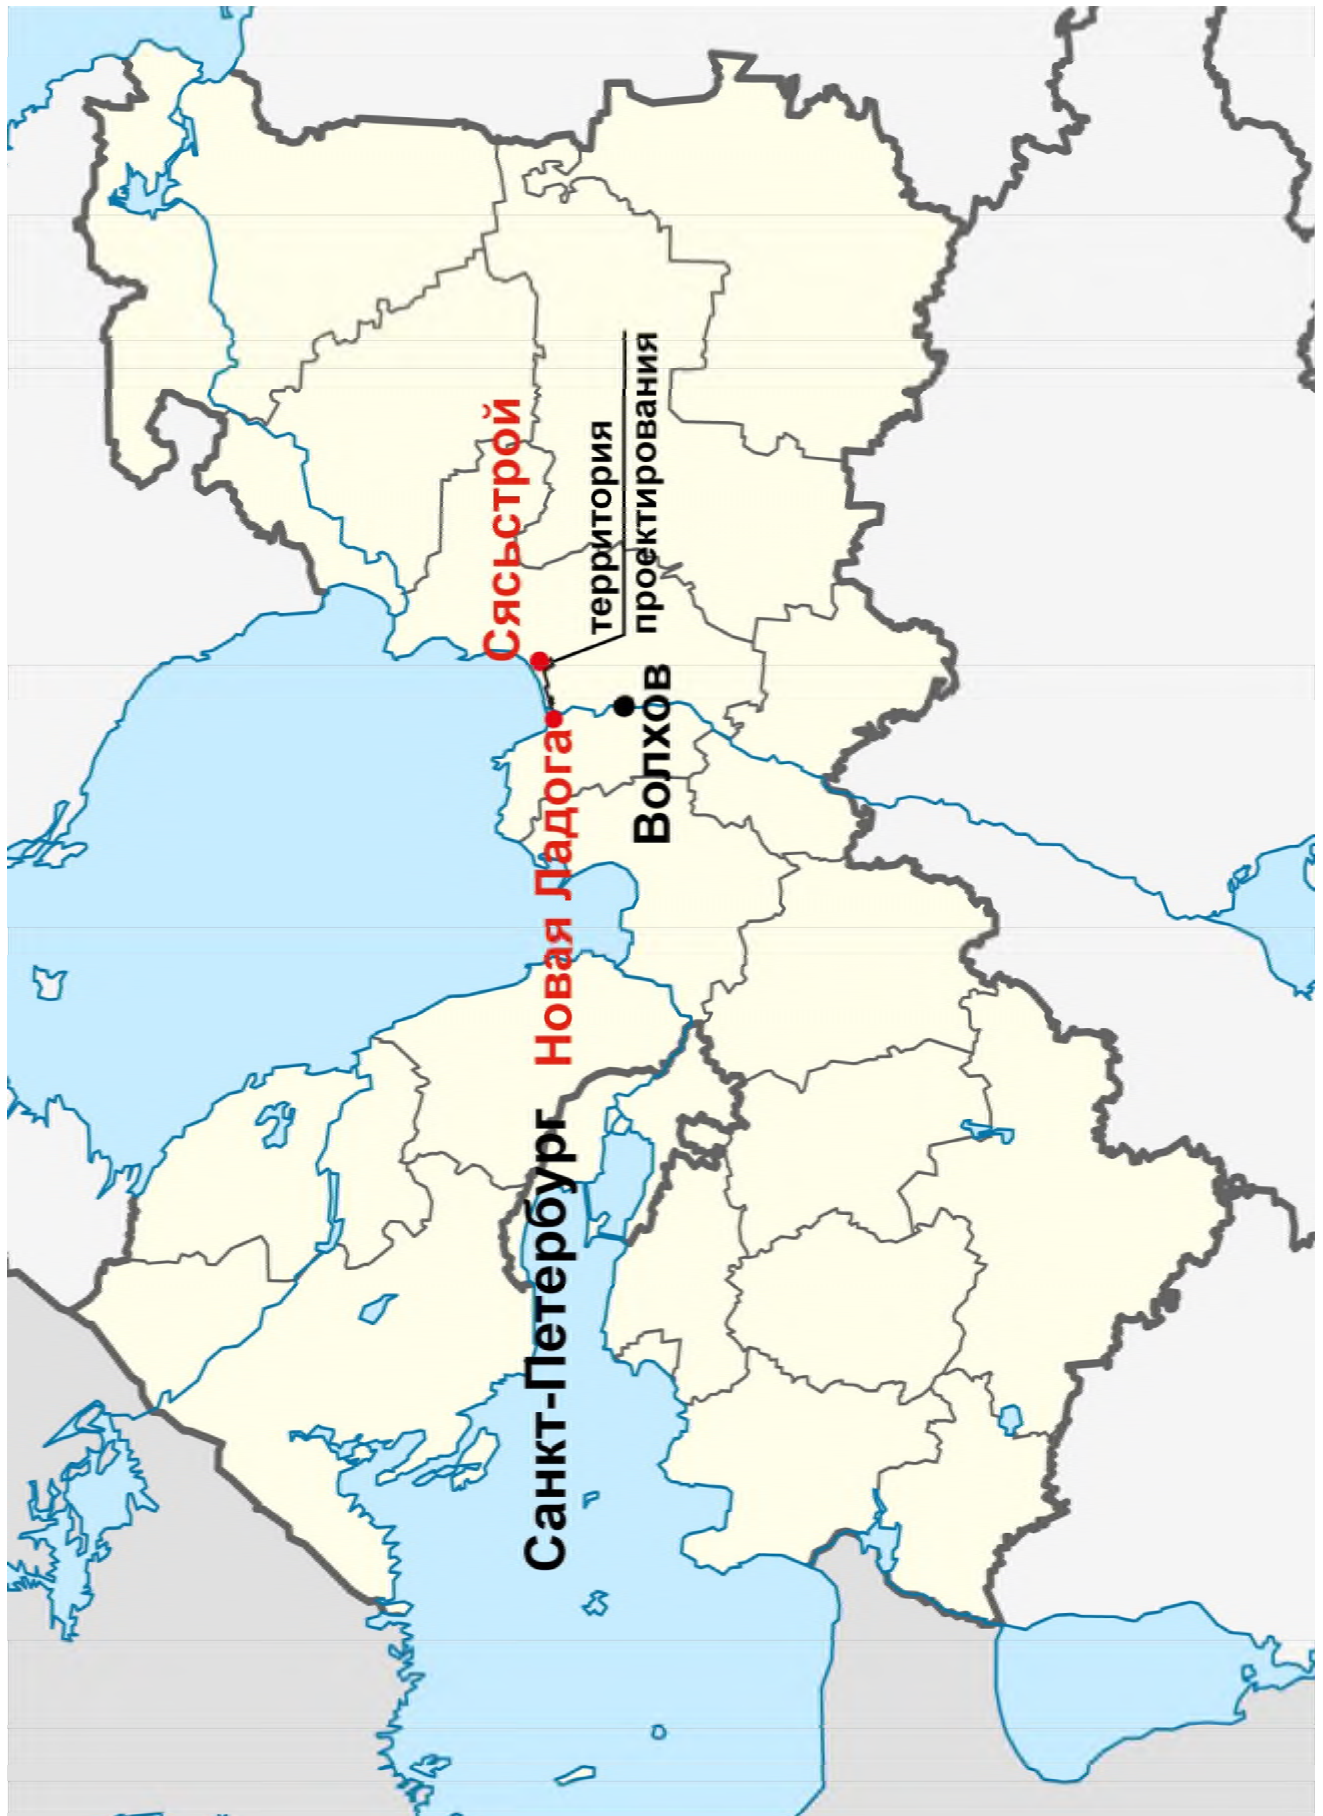 Сясьстрой
территория
проектирования
Волхов
Новая Ладога
Санкт-Петербург